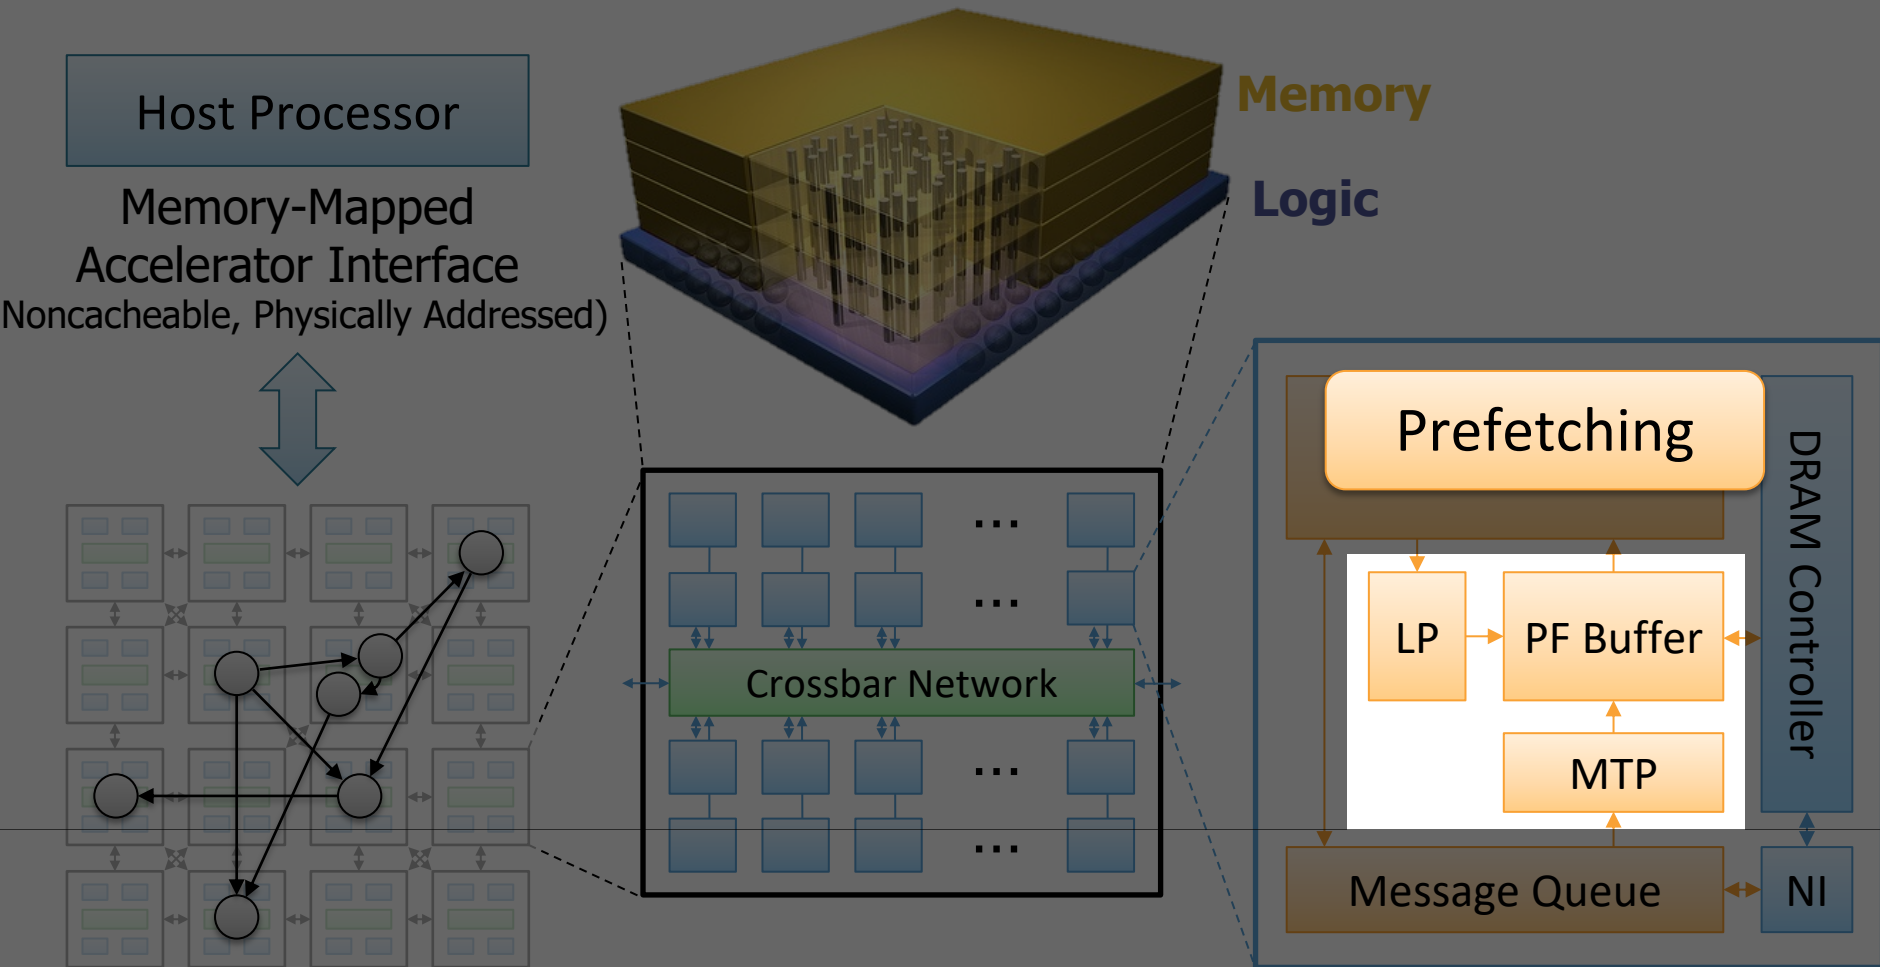 Host Processor
Memory-Mapped
Accelerator Interface
Noncacheable, Physically Addressed)
Memory
Logic
...
...
Crossbar Network
...
...
Prefetching
LP
PF Buffer
MTP
DRAM Controller
Message Queue
NI